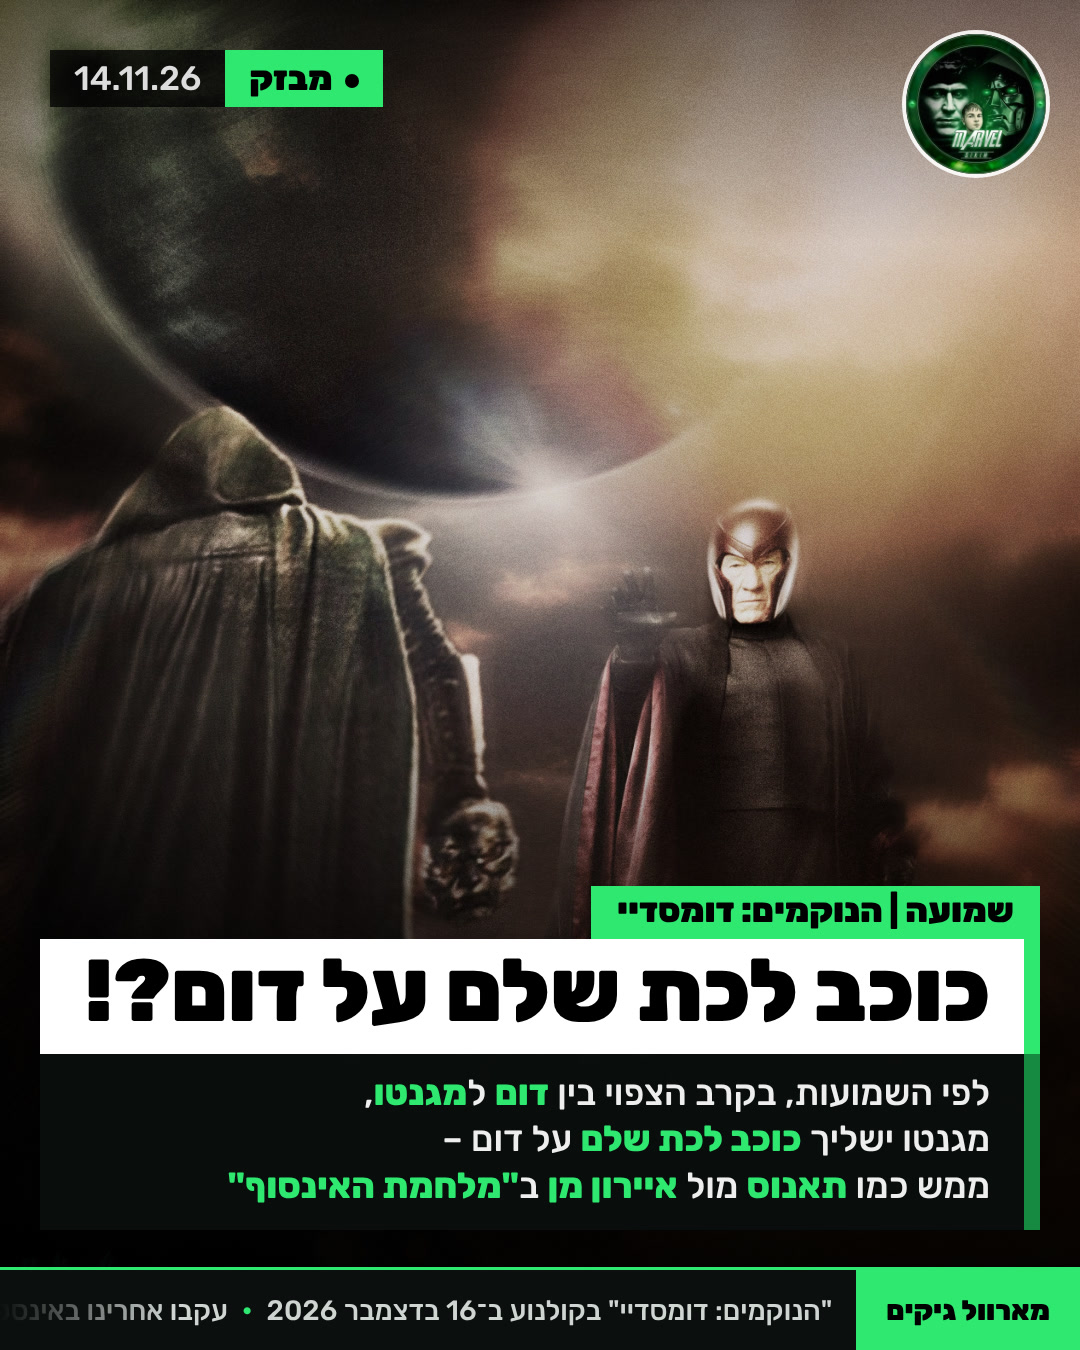 ● מבזק 14.11.26
MARVEL
שמועה | הנוקמים: דומסדיי
כוכב לכת שלם על דום?!
לפי השמועות, בקרב הצפוי בין דום למגנטו,
מגנטו ישליך כוכב לכת שלם על דום –
ממש כמו תאנוס מול איירון מן ב"מלחמת האינסוף"
מארוול גיקים "הנוקמים: דומסדיי" בקולנוע ב־16 בדצמבר 2026 • עקבו אחרינו